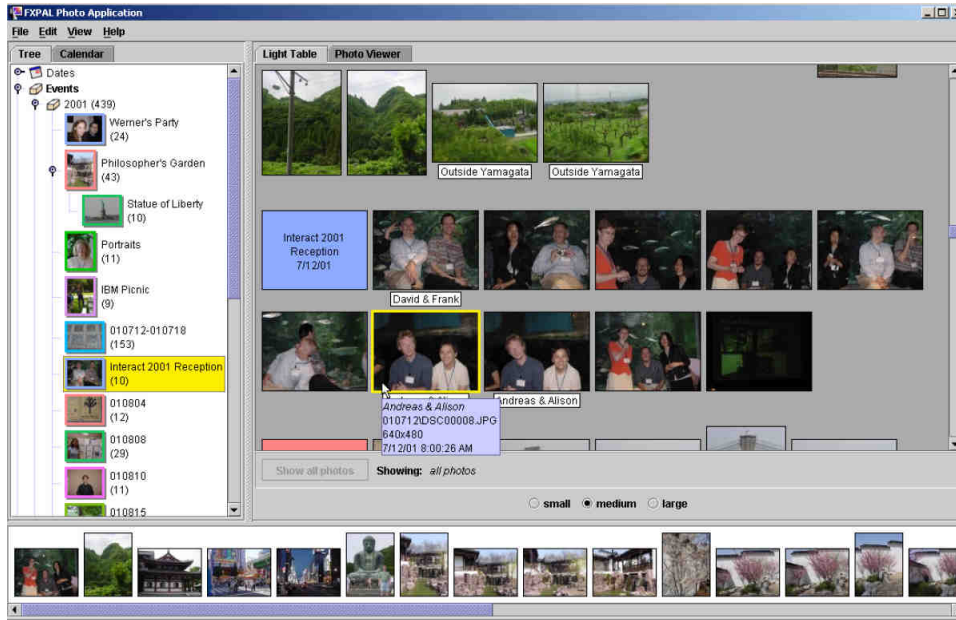 FXPAL Photo Application
File Edit View Help
Tree Calendar
Dates
Events
2001 (439)
Werner's Party
(24)
Philosopher's Garden
(43)
Statue of Liberty
(10)
Portraits
(11)
IBM Picnic
(9)
010712-010718
(153)
Interact 2001 Reception
(10)
010804
(12)
010808
(29)
010810
(11)
010815
Light Table Photo Viewer
Outside Yamagata
Outside Yamagata
Interact 2001
Reception
7/12/01
David & Frank
Andreas & Alison
Andreas & Alison
010712\DSC00008.JPG
640x480
7/12/01 8:00:26 AM
Show all photos Showing: all photos
small medium large